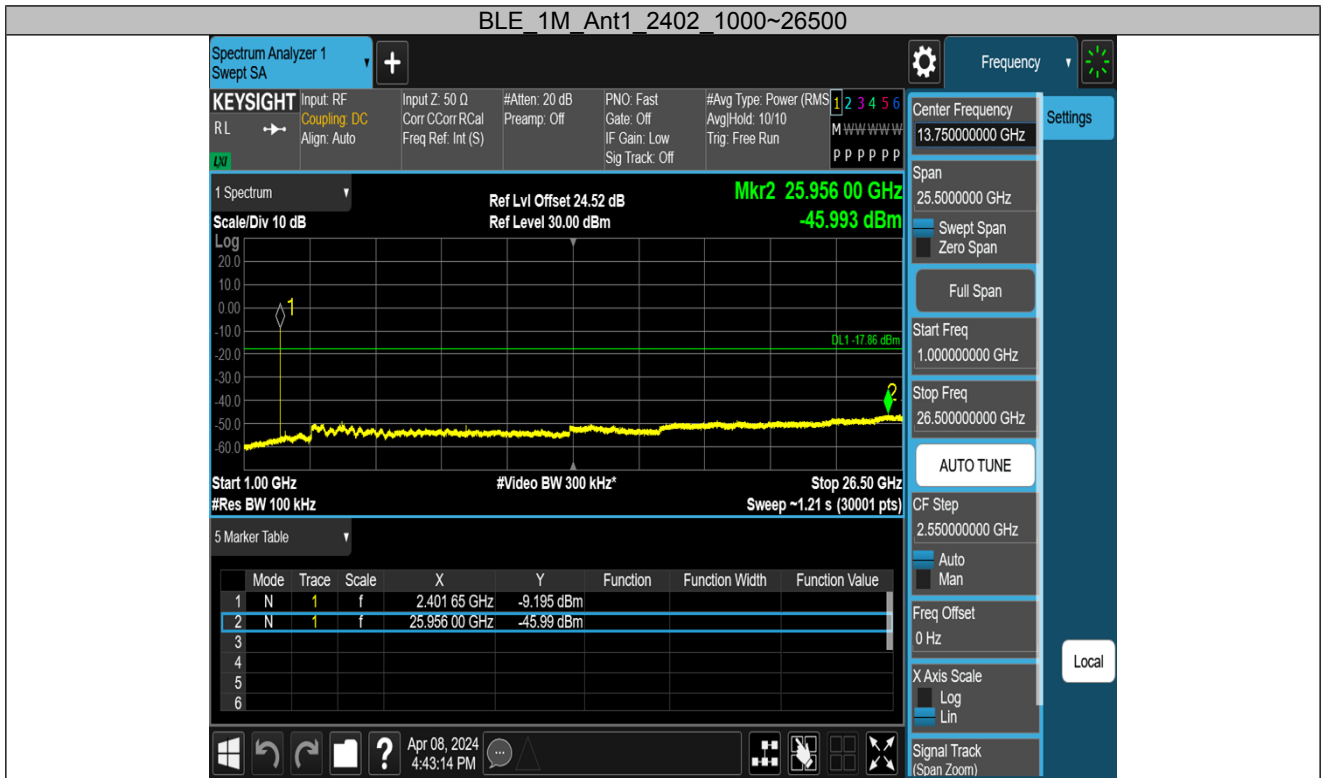 BLE_1M_Ant1_2402_1000~26500
Spectrum Analyzer 1
Swept SA
+
Frequency
KEYSIGHT
RL
LXI
Input: RF
Coupling: DC
Align: Auto
Input Z: 50 Ω
Corr CCorr RCal
Freq Ref: Int (S)
#Atten: 20 dB
Preamp: Off
PNO: Fast
Gate: Off
IF Gain: Low
Sig Track: Off
#Avg Type: Power (RMS
Avg|Hold: 10/10
Trig: Free Run
1 2 3 4 5 6
M W W W W W
P P P P P P
Center Frequency
13.750000000 GHz
Settings
Span
25.5000000 GHz
Swept Span
Zero Span
Full Span
Start Freq
1.000000000 GHz
Stop Freq
26.500000000 GHz
AUTO TUNE
CF Step
2.550000000 GHz
Auto
Man
Freq Offset
0 Hz
X Axis Scale
Log
Lin
Signal Track
(Span Zoom)
Local
1 Spectrum
Scale/Div 10 dB
Ref Lvl Offset 24.52 dB
Ref Level 30.00 dBm
Mkr2 25.956 00 GHz
-45.993 dBm
Log
20.0
10.0
0.00
-10.0
-20.0
-30.0
-40.0
-50.0
-60.0
1
DL1 -17.86 dBm
2
Start 1.00 GHz
#Video BW 300 kHz*
Stop 26.50 GHz
#Res BW 100 kHz
Sweep ~1.21 s (30001 pts)
5 Marker Table
Mode Trace Scale X Y Function Function Width Function Value
1 N 1 f 2.401 65 GHz -9.195 dBm
2 N 1 f 25.956 00 GHz -45.99 dBm
3
4
5
6
?
Apr 08, 2024
4:43:14 PM